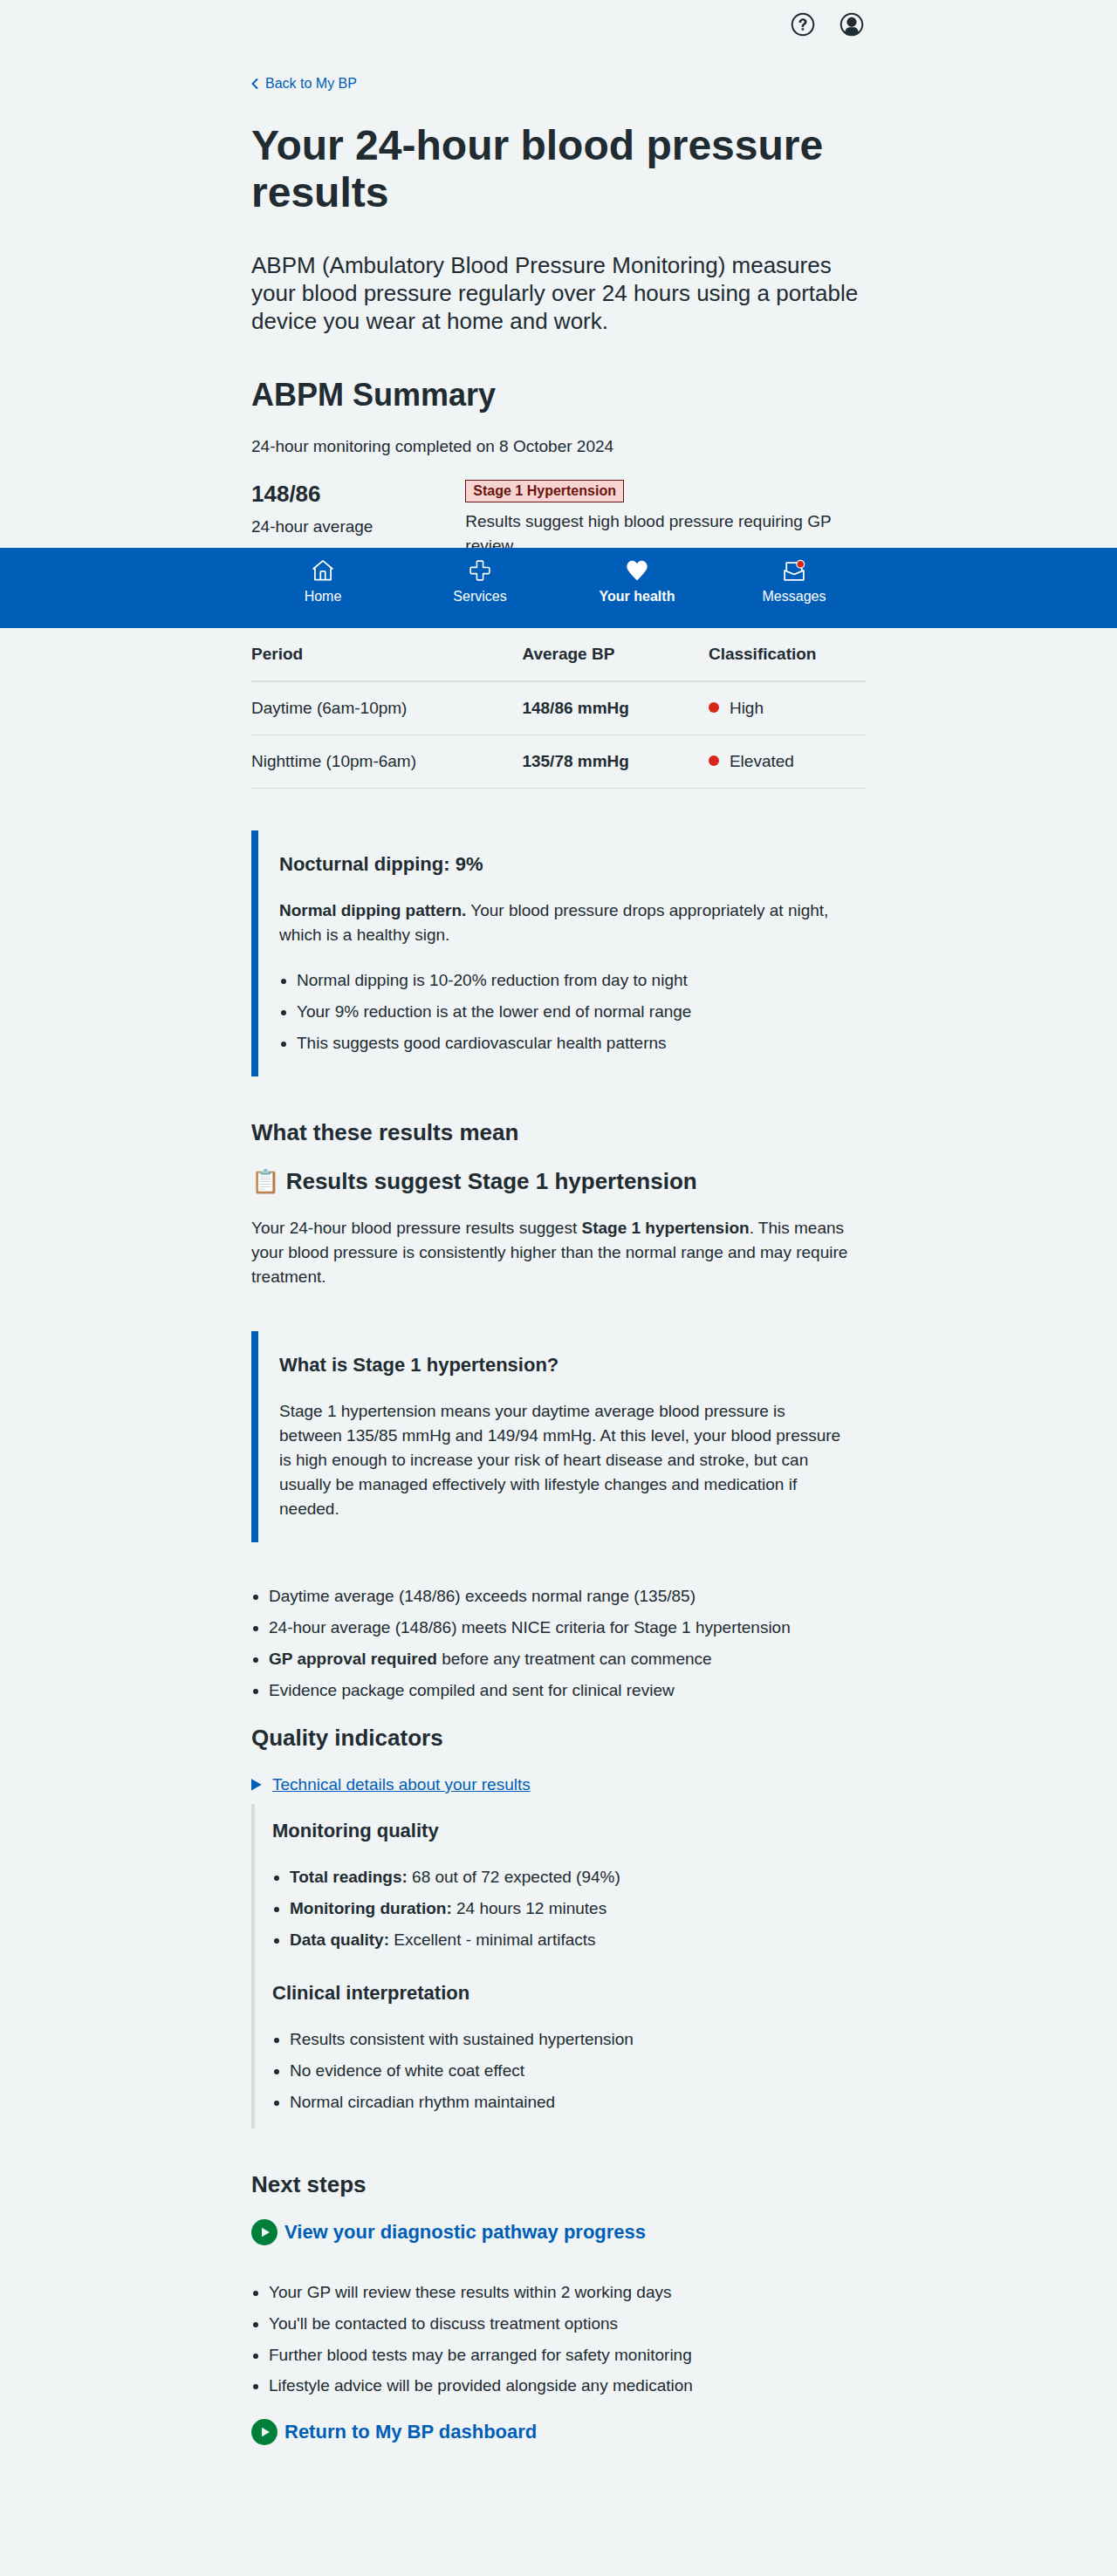 Back to My BP
Your 24-hour blood pressure
results
ABPM (Ambulatory Blood Pressure Monitoring) measures
your blood pressure regularly over 24 hours using a portable
device you wear at home and work.
ABPM Summary
24-hour monitoring completed on 8 October 2024
148/86
24-hour average
Stage 1 Hypertension
Results suggest high blood pressure requiring GP
review
Home
Services
Your health
Messages
Period Average BP Classification
Daytime (6am-10pm) 148/86 mmHg High
Nighttime (10pm-6am) 135/78 mmHg Elevated
Nocturnal dipping: 9%
Normal dipping pattern. Your blood pressure drops appropriately at night,
which is a healthy sign.
Normal dipping is 10-20% reduction from day to night
Your 9% reduction is at the lower end of normal range
This suggests good cardiovascular health patterns
What these results mean
📋 Results suggest Stage 1 hypertension
Your 24-hour blood pressure results suggest Stage 1 hypertension. This means
your blood pressure is consistently higher than the normal range and may require
treatment.
What is Stage 1 hypertension?
Stage 1 hypertension means your daytime average blood pressure is
between 135/85 mmHg and 149/94 mmHg. At this level, your blood pressure
is high enough to increase your risk of heart disease and stroke, but can
usually be managed effectively with lifestyle changes and medication if
needed.
Daytime average (148/86) exceeds normal range (135/85)
24-hour average (148/86) meets NICE criteria for Stage 1 hypertension
GP approval required before any treatment can commence
Evidence package compiled and sent for clinical review
Quality indicators
Technical details about your results
Monitoring quality
Total readings: 68 out of 72 expected (94%)
Monitoring duration: 24 hours 12 minutes
Data quality: Excellent - minimal artifacts
Clinical interpretation
Results consistent with sustained hypertension
No evidence of white coat effect
Normal circadian rhythm maintained
Next steps
View your diagnostic pathway progress
Your GP will review these results within 2 working days
You'll be contacted to discuss treatment options
Further blood tests may be arranged for safety monitoring
Lifestyle advice will be provided alongside any medication
Return to My BP dashboard